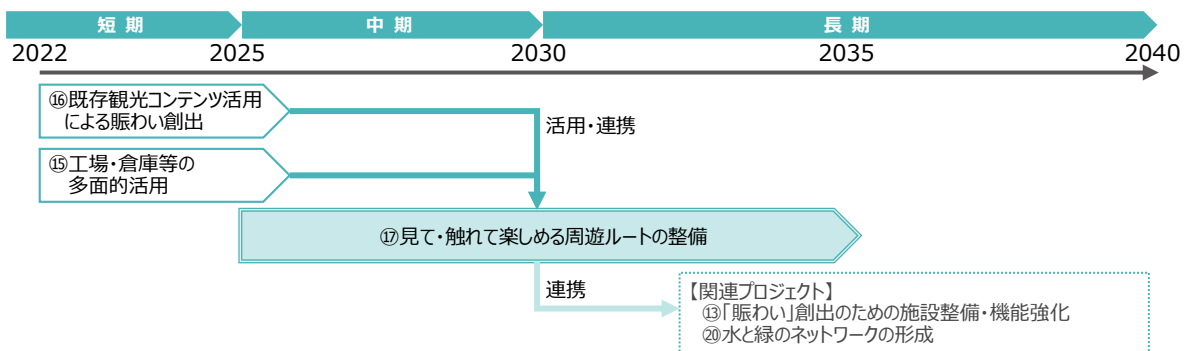 短期 中期 長期
2022 2025 2030 2035 2040
⑯既存観光コンテンツ活用
による賑わい創出
活用・連携
⑮工場・倉庫等の
多面的活用
⑰見て・触れて楽しめる周遊ルートの整備
連携
【関連プロジェクト】
⑬「賑わい」創出のための施設整備・機能強化
⑳水と緑のネットワークの形成